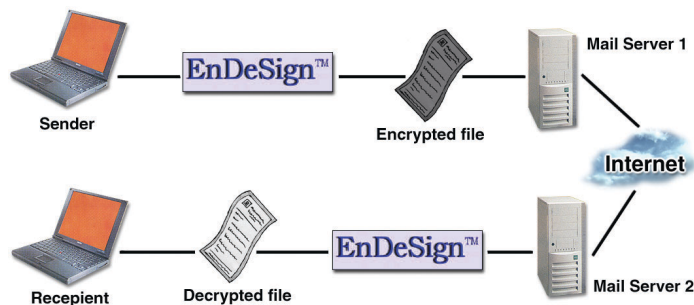 EnDeSign™
Mail Server 1
Sender
Encrypted file
Internet
EnDeSign™
Recepient
Decrypted file
Mail Server 2